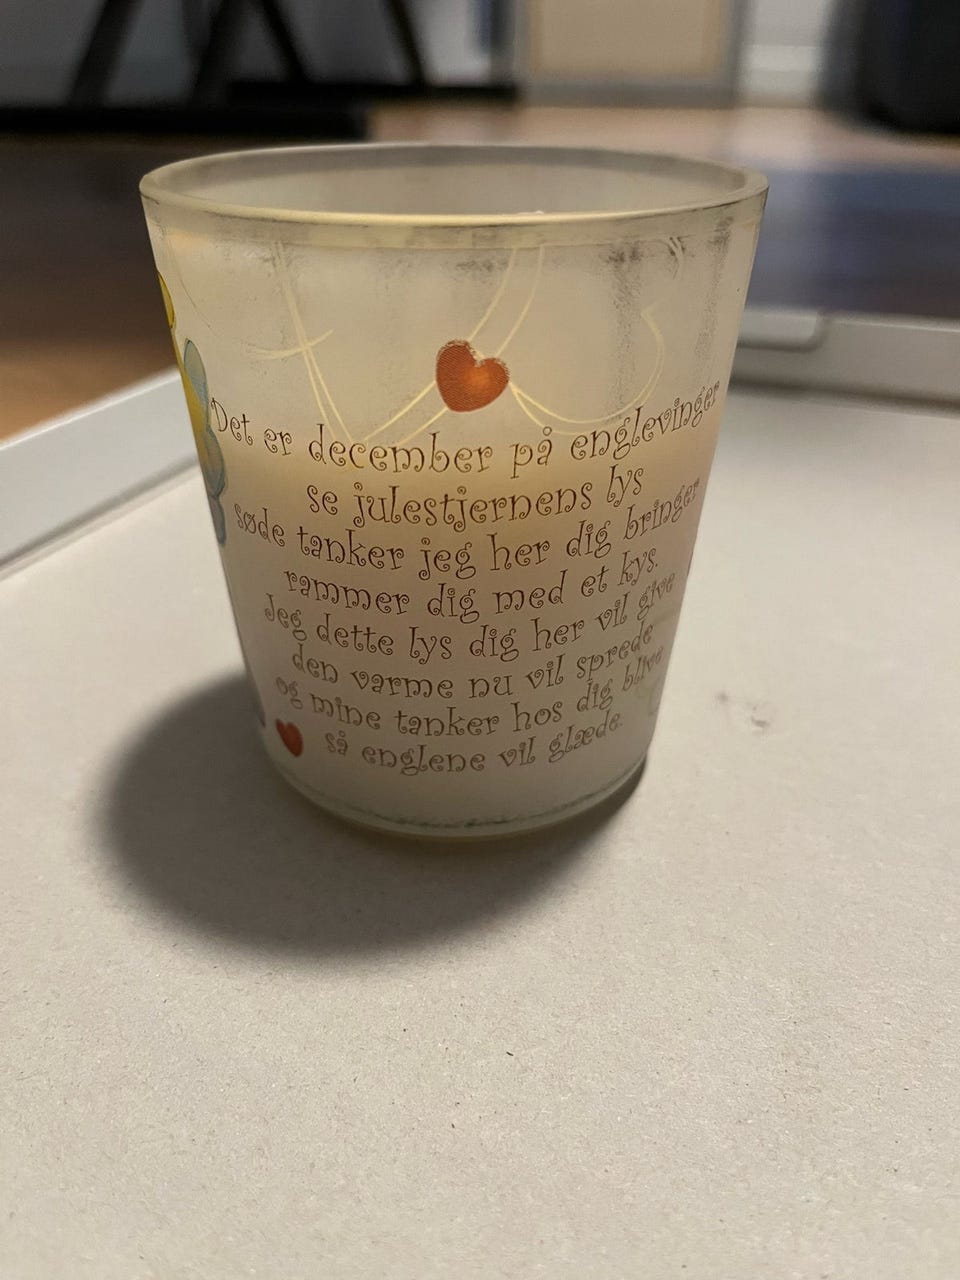 Det er december på englevinger
se julestjernens lys
søde tanker jeg her dig bringer
rammer dig med et kys.
Jeg dette lys dig her vil give
den varme nu vil sprede
og mine tanker hos dig blive
så englene vil glæde.